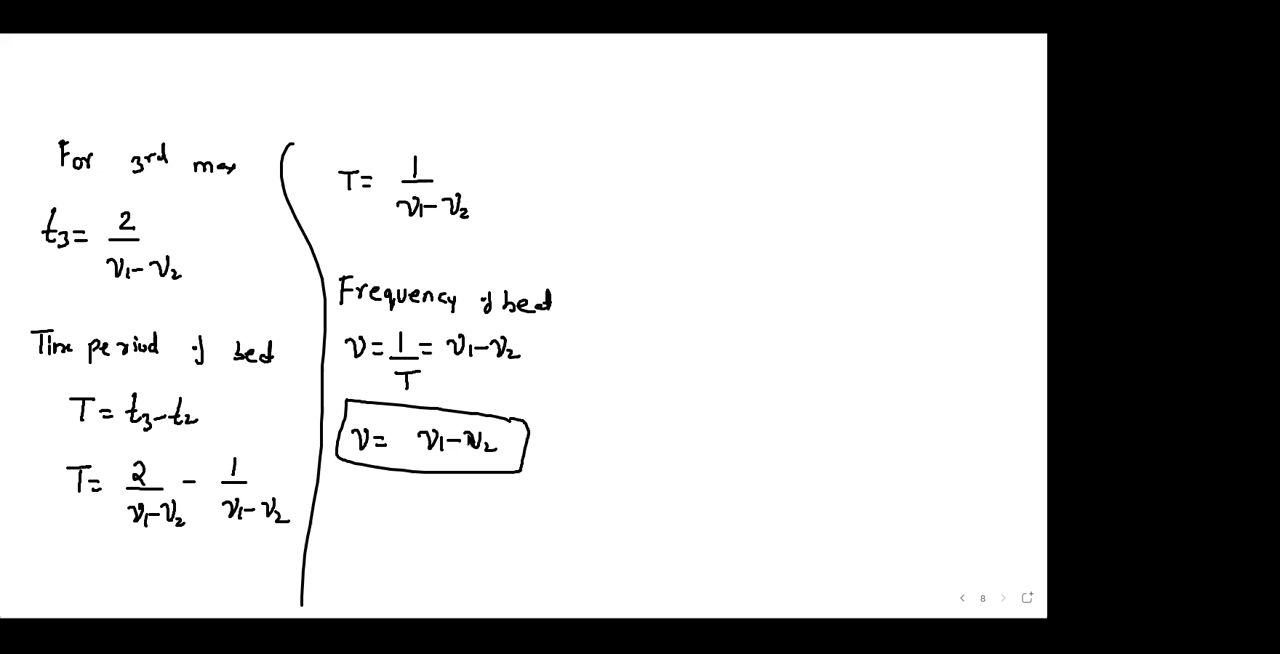 For 3rd max
t₃ = 2/(ν₁ - ν₂)
Time period of beat
T = t₃ - t₂
T = 2/(ν₁ - ν₂) - 1/(ν₁ - ν₂)
T = 1/(ν₁ - ν₂)
Frequency of beat
ν = 1/T = ν₁ - ν₂
ν = ν₁ - ν₂
8